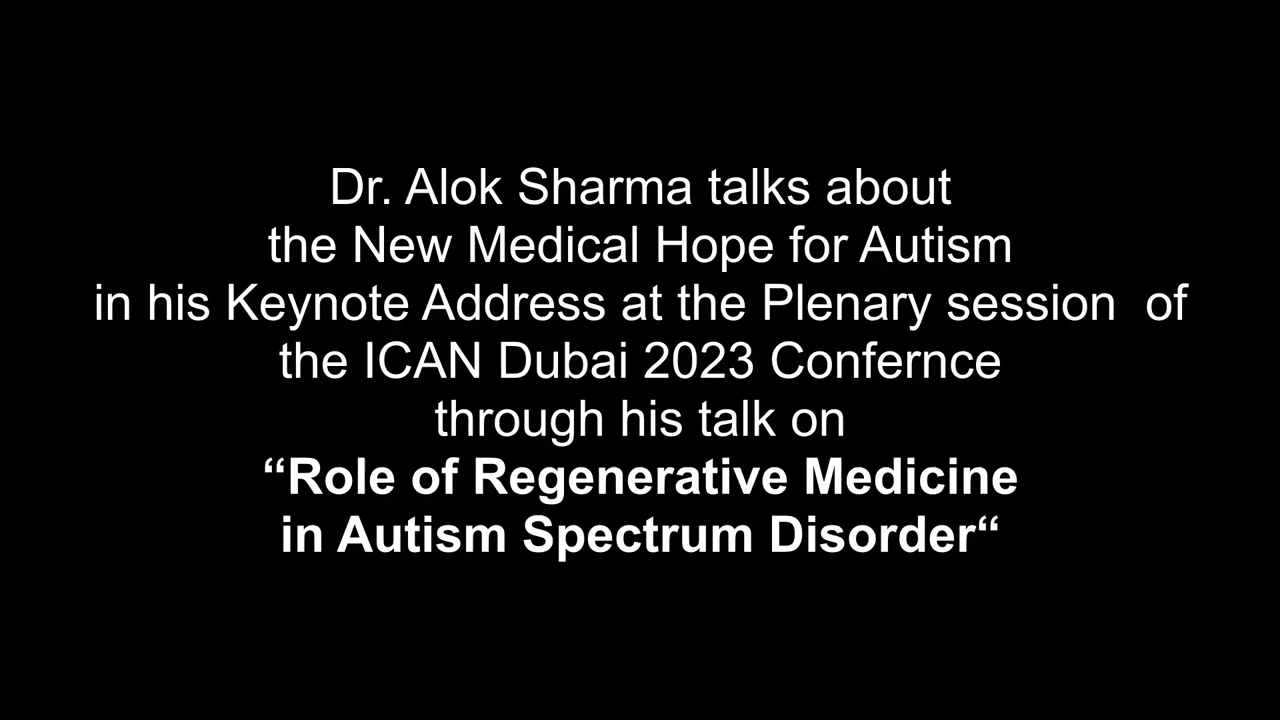 Dr. Alok Sharma talks about
the New Medical Hope for Autism
in his Keynote Address at the Plenary session  of
the ICAN Dubai 2023 Confernce
through his talk on
“Role of Regenerative Medicine
in Autism Spectrum Disorder“